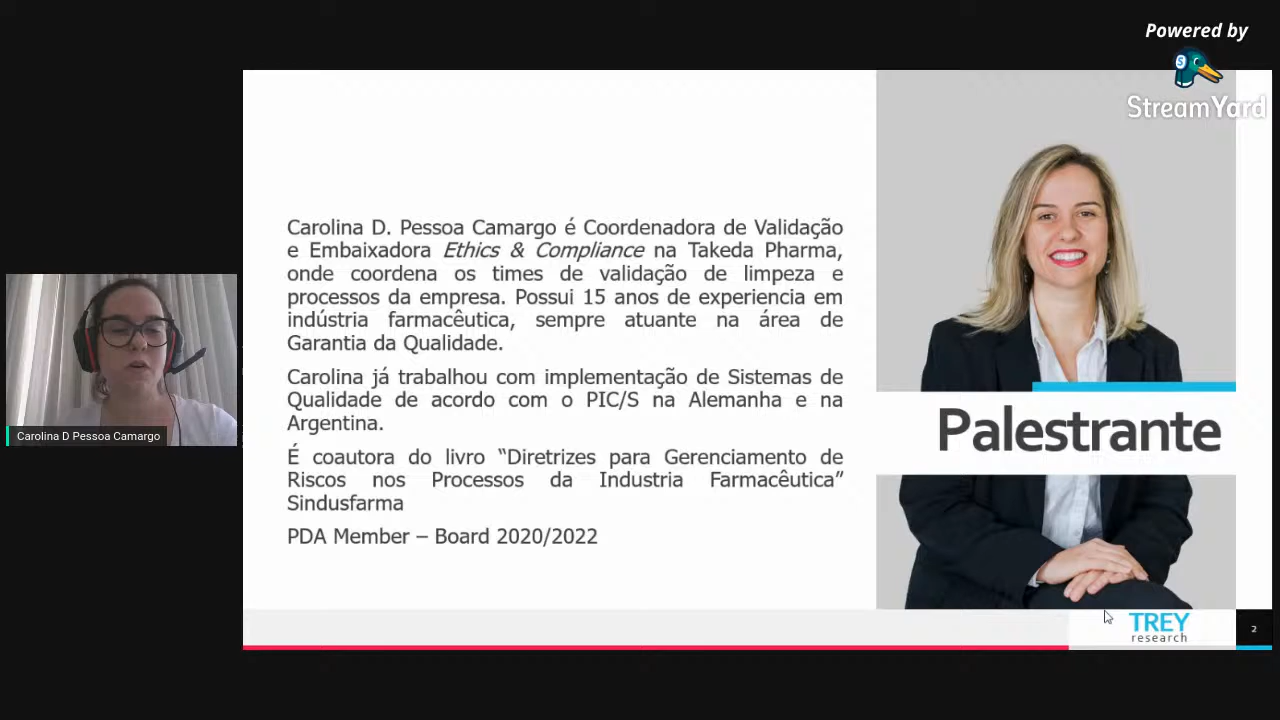 Powered by
StreamYard
Carolina D. Pessoa Camargo é Coordenadora de Validação
e Embaixadora Ethics & Compliance na Takeda Pharma,
onde coordena os times de validação de limpeza e
processos da empresa. Possui 15 anos de experiencia em
indústria farmacêutica, sempre atuante na área de
Garantia da Qualidade.
Carolina já trabalhou com implementação de Sistemas de
Qualidade de acordo com o PIC/S na Alemanha e na
Argentina.
É coautora do livro “Diretrizes para Gerenciamento de
Riscos nos Processos da Industria Farmacêutica”
Sindusfarma
PDA Member – Board 2020/2022
Palestrante
Carolina D Pessoa Camargo
TREY
research
2